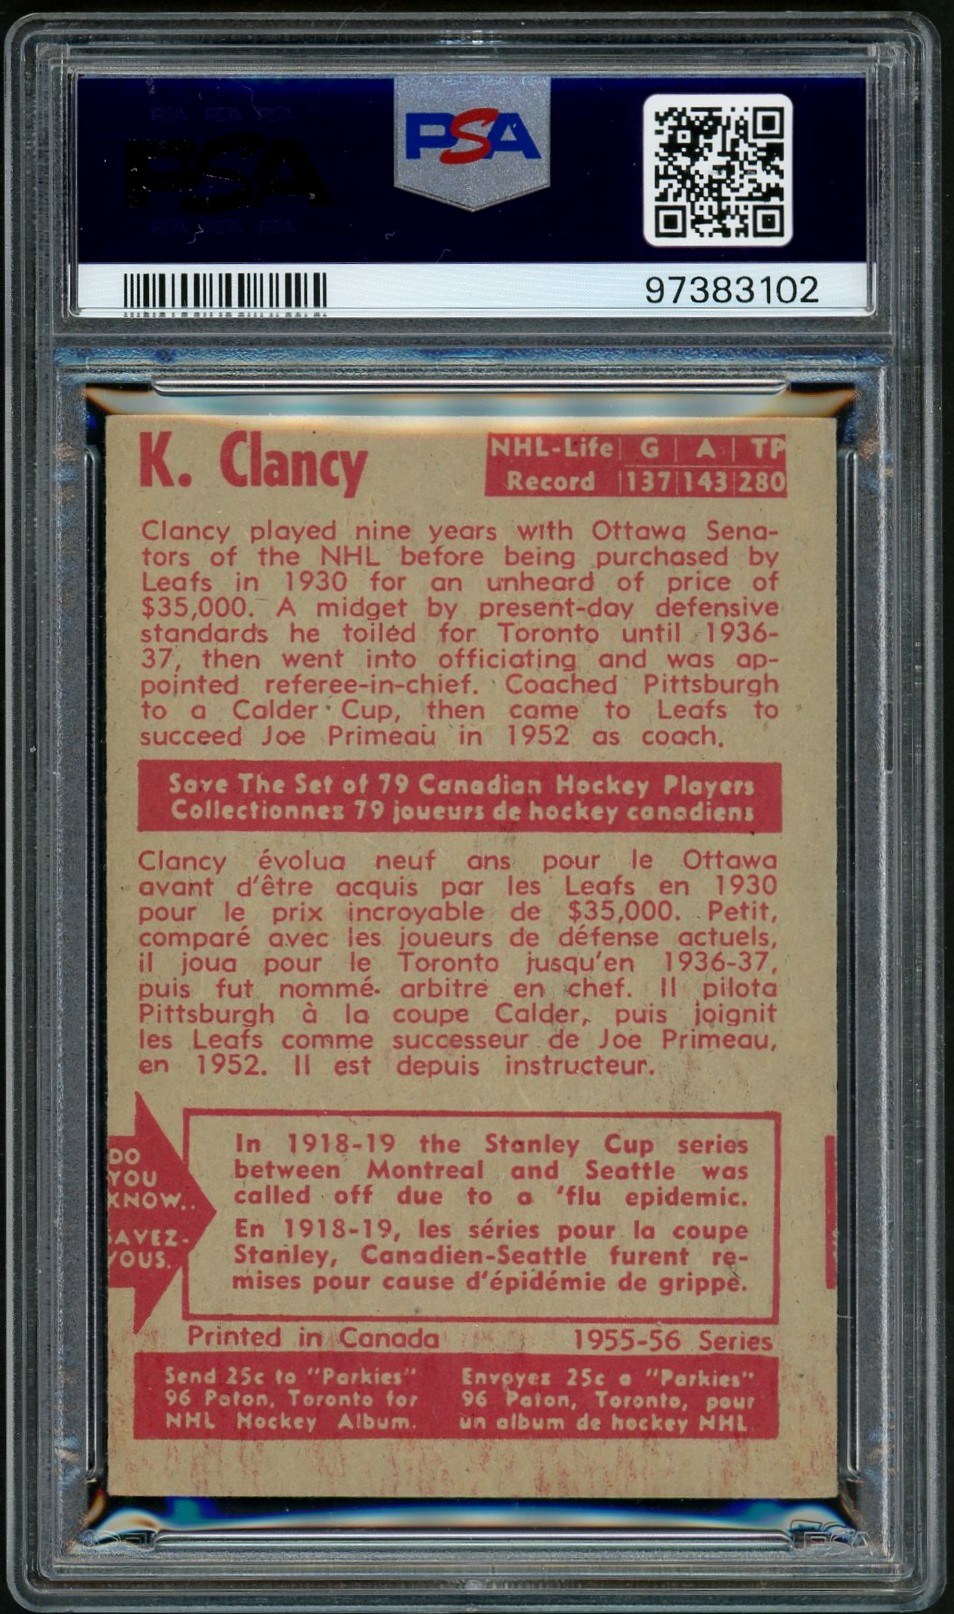 PSA
97383102
K. Clancy
NHL-Life G A TP
Record 137 143 280
Clancy played nine years with Ottawa Sena-
tors of the NHL before being purchased by
Leafs in 1930 for an unheard of price of
$35,000. A midget by present-day defensive
standards he toiled for Toronto until 1936-
37, then went into officiating and was ap-
pointed referee-in-chief. Coached Pittsburgh
to a Calder Cup, then came to Leafs to
succeed Joe Primeau in 1952 as coach.
Save The Set of 79 Canadian Hockey Players
Collectionnez 79 joueurs de hockey canadiens
Clancy évolua neuf ans pour le Ottawa
avant d'être acquis par les Leafs en 1930
pour le prix incroyable de $35,000. Petit,
comparé avec les joueurs de défense actuels,
il joua pour le Toronto jusqu'en 1936-37,
puis fut nommé arbitre en chef. Il pilota
Pittsburgh à la coupe Calder, puis joignit
les Leafs comme successeur de Joe Primeau,
en 1952. Il est depuis instructeur.
DO
YOU
KNOW..
SAVEZ-
VOUS.
In 1918-19 the Stanley Cup series
between Montreal and Seattle was
called off due to a 'flu epidemic.
En 1918-19, les séries pour la coupe
Stanley, Canadien-Seattle furent re-
mises pour cause d'épidémie de grippe.
Printed in Canada 1955-56 Series
Send 25c to "Parkies"
96 Paton, Toronto for
NHL Hockey Album.
Envoyez 25c a "Parkies"
96 Paton, Toronto, pour
un album de hockey NHL